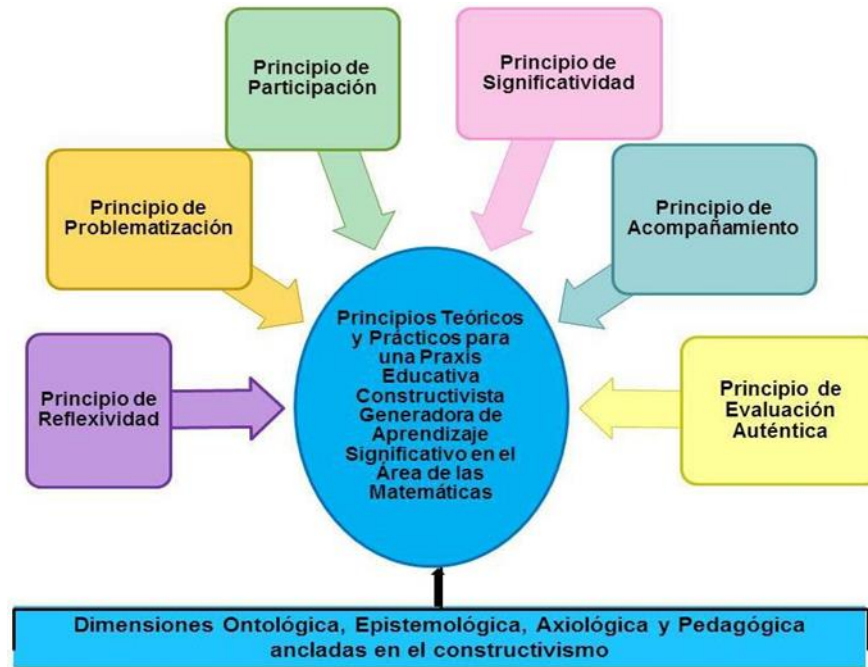 Principio de
Participación
Principio de
Significatividad
Principio de
Problematización
Principio de
Acompañamiento
Principio de
Reflexividad
Principios Teóricos
y Prácticos para
una Praxis
Educativa
Constructivista
Generadora de
Aprendizaje
Significativo en el
Área de las
Matemáticas
Principio de
Evaluación
Auténtica
Dimensiones Ontológica, Epistemológica, Axiológica y Pedagógica
ancladas en el constructivismo